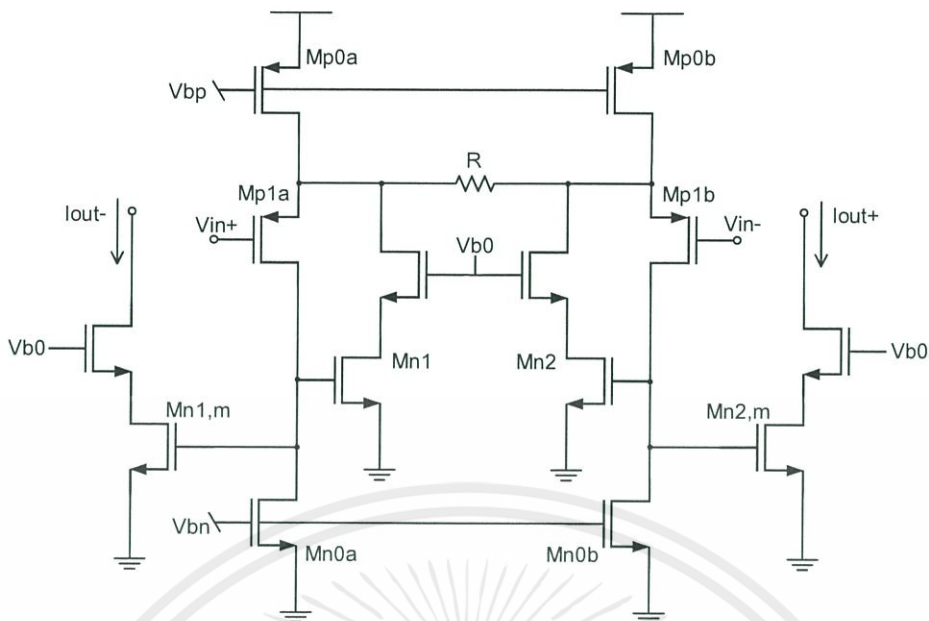 Mp0a
Mp0b
Vbp
R
Mp1a
Mp1b
Iout-
Vin+
Vin-
Iout+
Vb0
Vb0
Vb0
Mn1
Mn2
Mn1,m
Mn2,m
Vbn
Mn0a
Mn0b